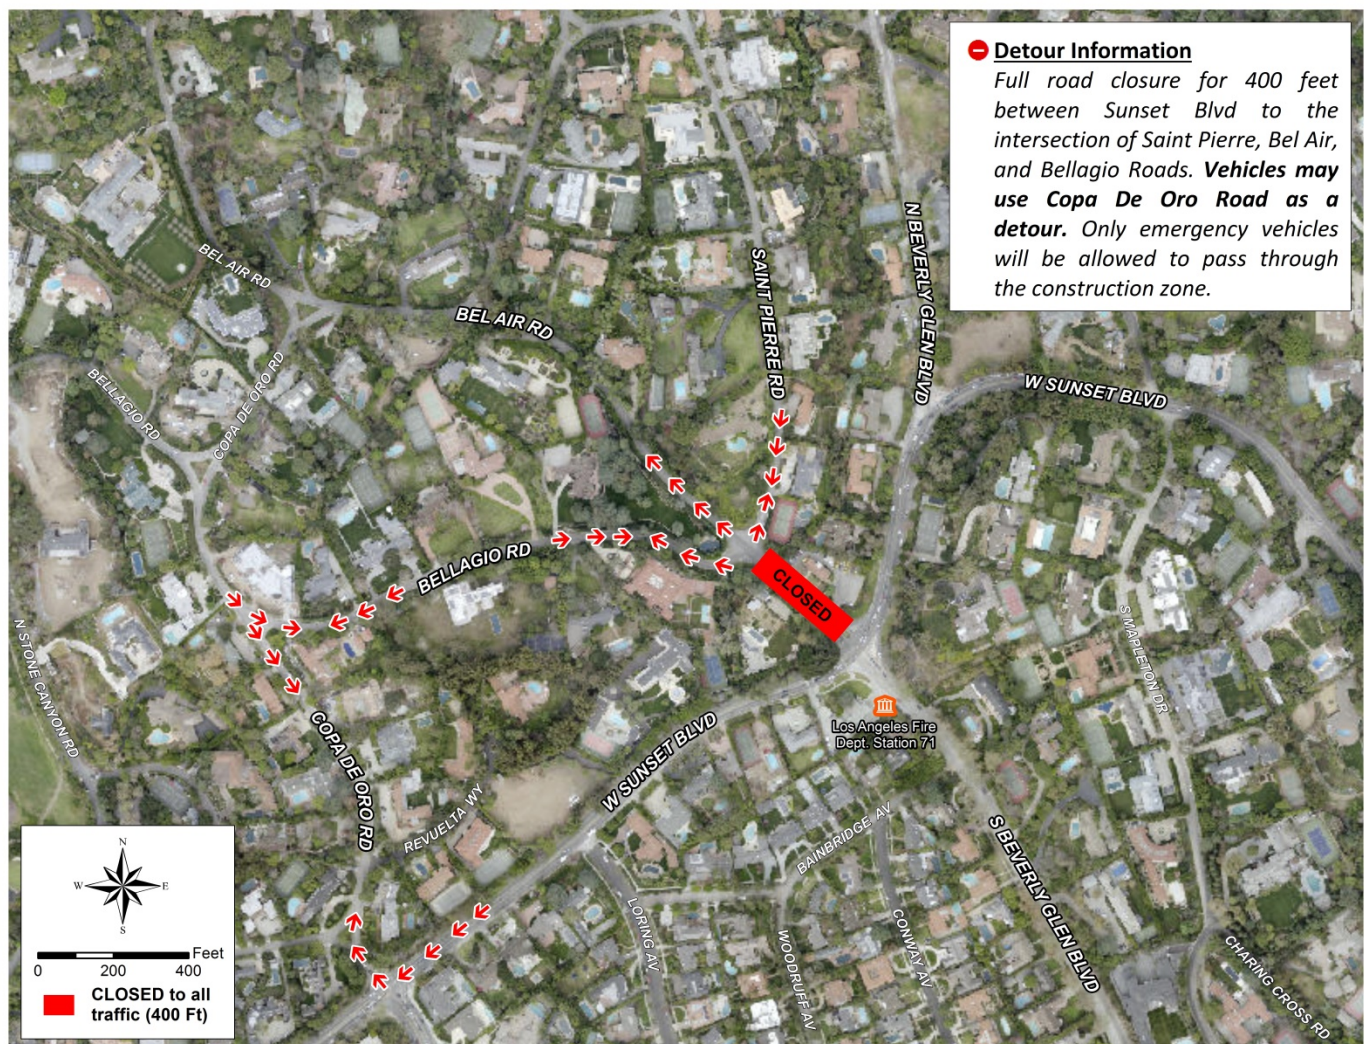 Detour Information
Full road closure for 400 feet
between Sunset Blvd to the
intersection of Saint Pierre, Bel Air,
and Bellagio Roads. Vehicles may
use Copa De Oro Road as a
detour. Only emergency vehicles
will be allowed to pass through
the construction zone.
N BEVERLY GLEN BLVD
SAINT PIERRE RD
BEL AIR RD
BEL AIR RD
W SUNSET BLVD
BELLAGIO RD
COPA DE ORO RD
BELLAGIO RD
CLOSED
N STONE CANYON RD
S MAPLETON DR
COPA DE ORO RD
W SUNSET BLVD
Los Angeles Fire
Dept. Station 71
REVUELTA WY
BAINBRIDGE AV
S BEVERLY GLEN BLVD
LORING AV
WOODRUFF AV
CONWAY AV
CHARING CROSS RD
N
W E
S
Feet
0 200 400
CLOSED to all
traffic (400 Ft)